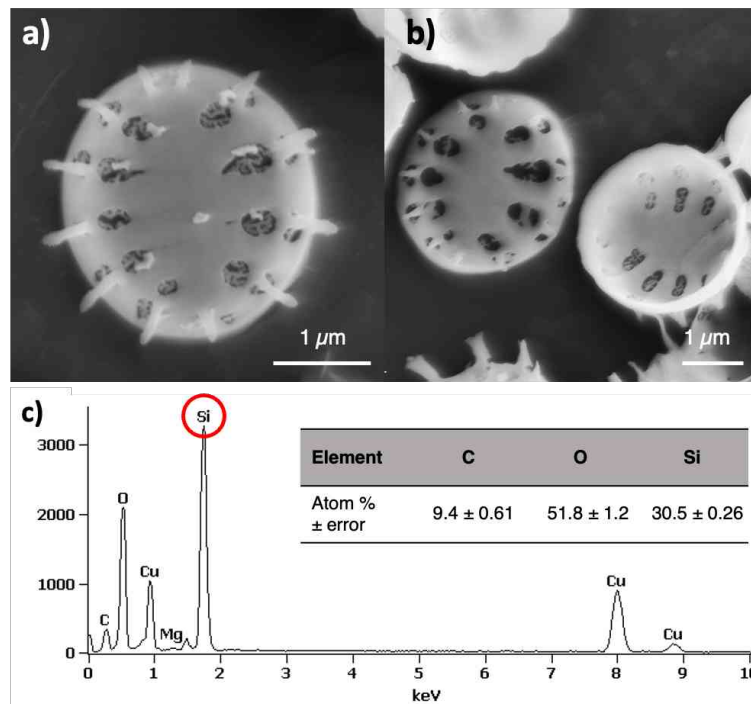 a)
b)
1 µm
1 µm
c)
Si
3000
O
2000
Cu
1000
C
Mg
0
Cu
Cu
0 1 2 3 4 5 6 7 8 9 10
keV
Element C O Si
Atom % 9.4 ± 0.61 51.8 ± 1.2 30.5 ± 0.26
± error